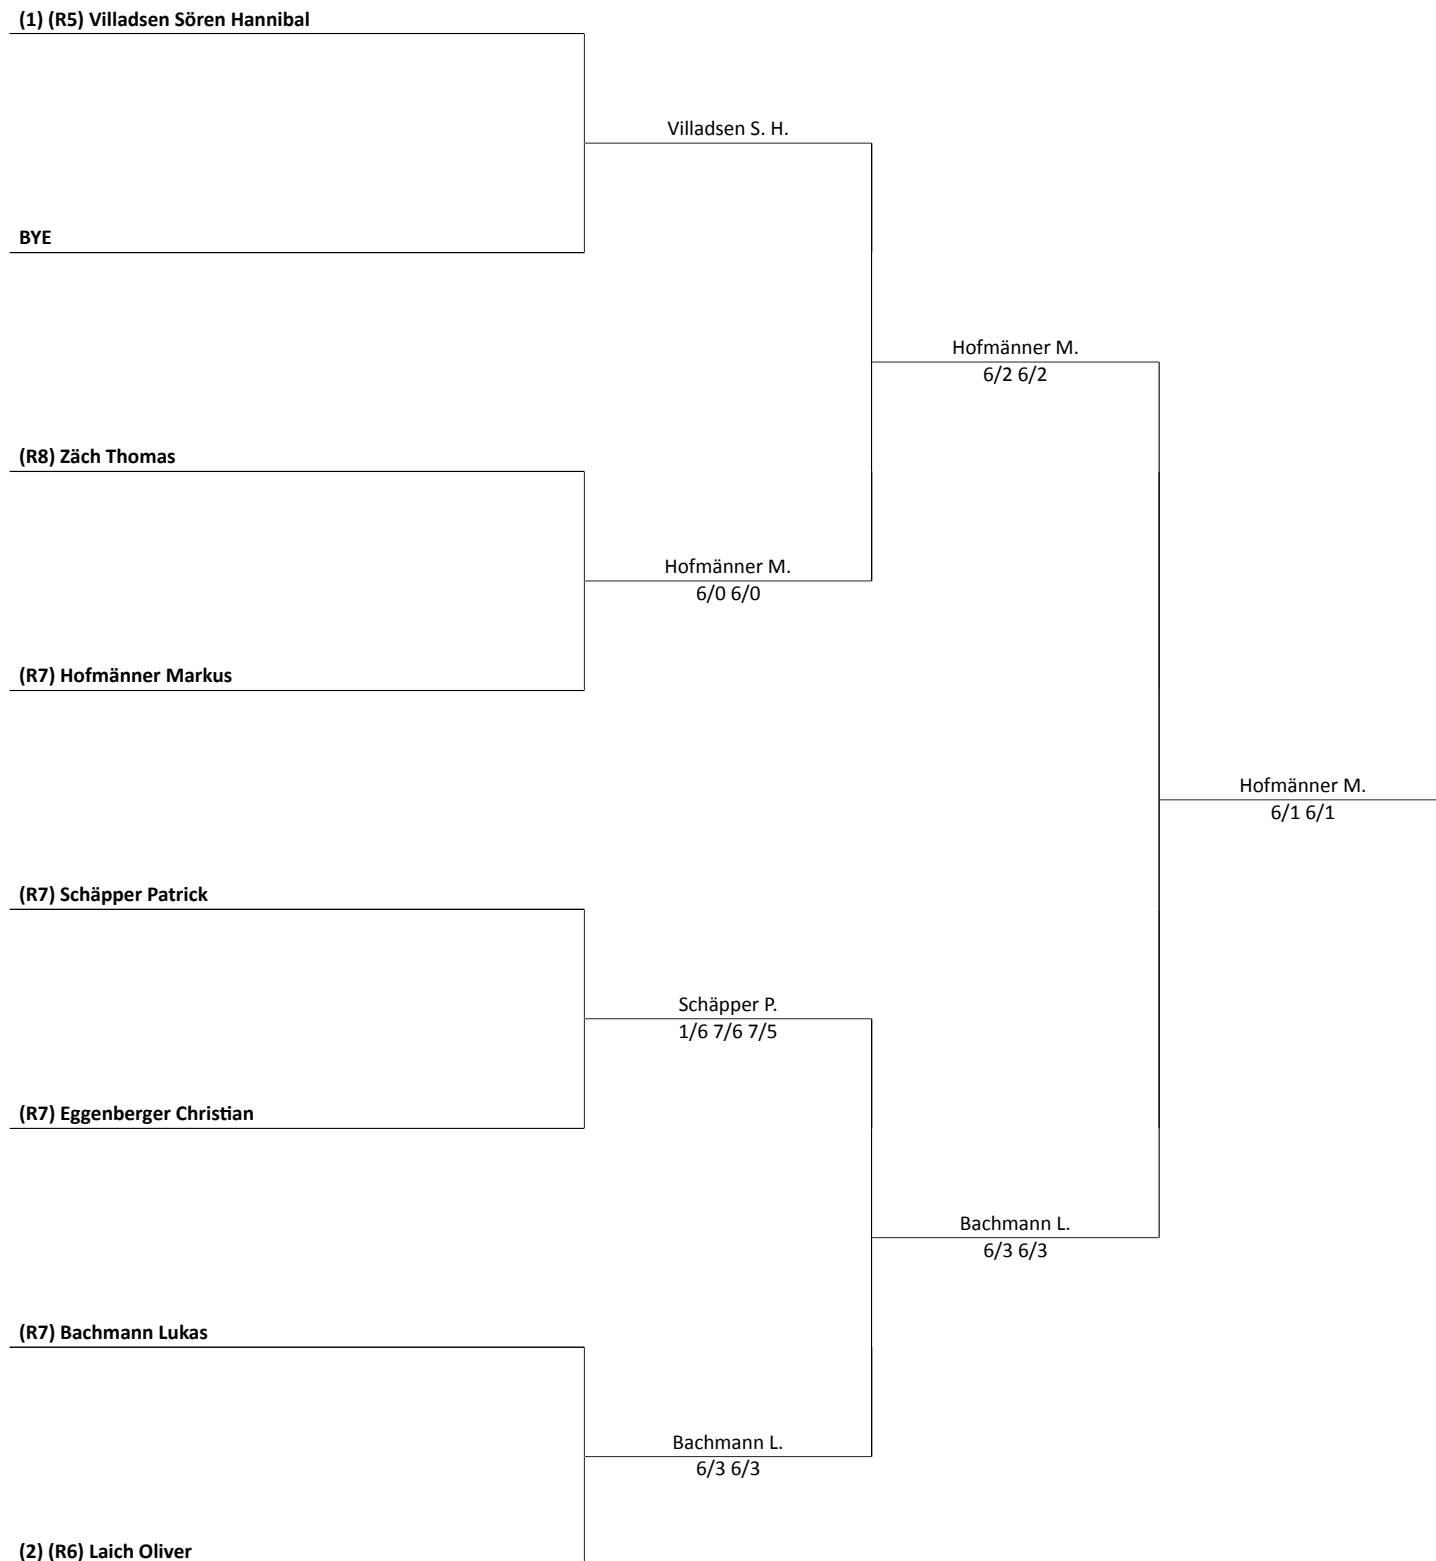 (1) (R5) Villadsen Sören Hannibal
Villadsen S. H.
BYE
Hofmänner M.
6/2 6/2
(R8) Zäch Thomas
Hofmänner M.
6/0 6/0
(R7) Hofmänner Markus
Hofmänner M.
6/1 6/1
(R7) Schäpper Patrick
Schäpper P.
1/6 7/6 7/5
(R7) Eggenberger Christian
Bachmann L.
6/3 6/3
(R7) Bachmann Lukas
Bachmann L.
6/3 6/3
(2) (R6) Laich Oliver